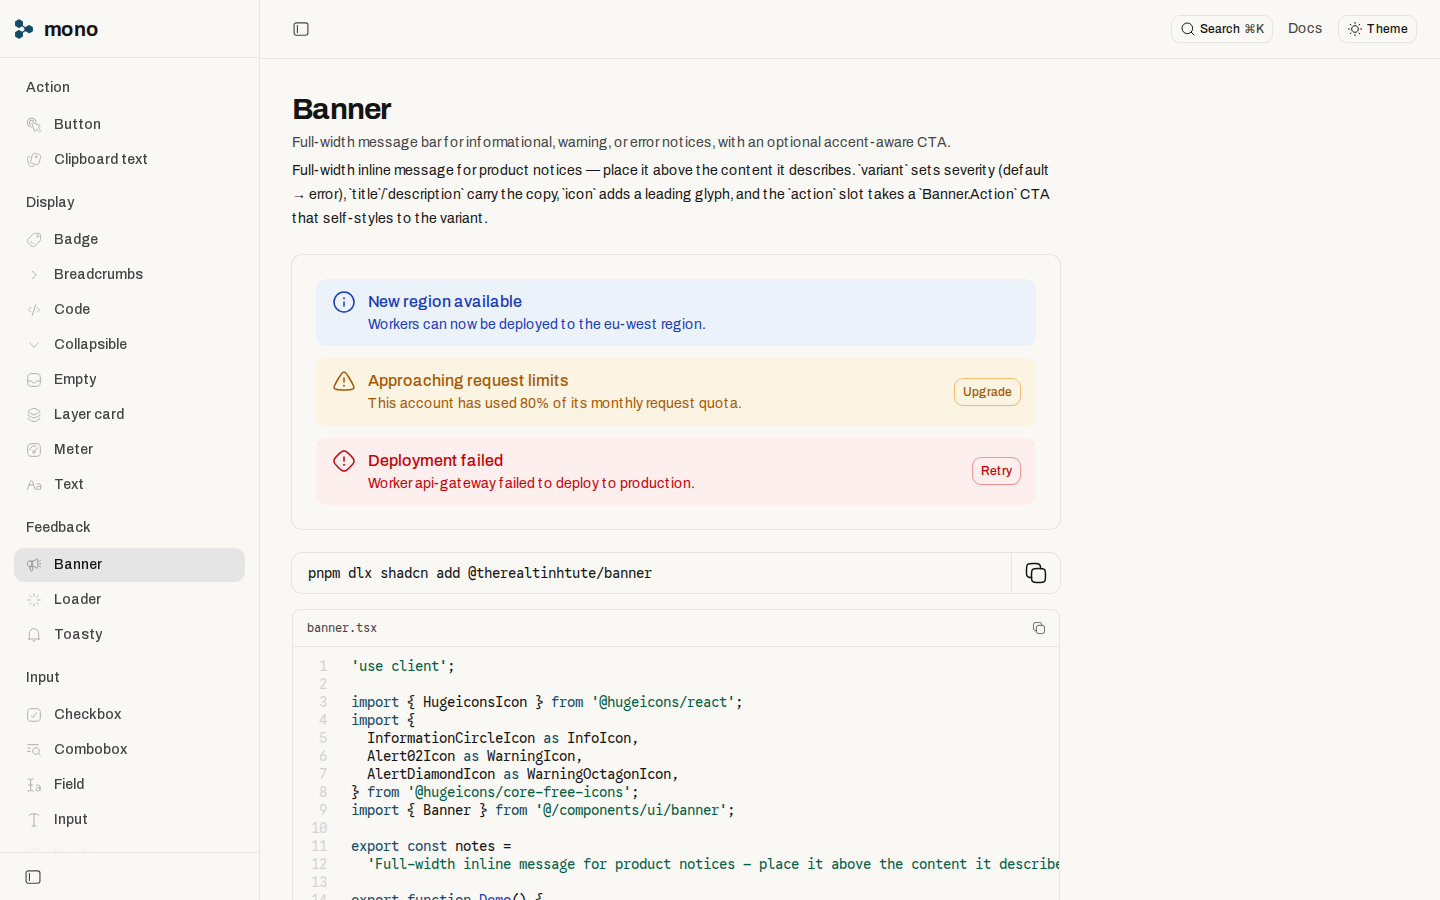 mono
Search ⌘K
Docs
Theme
Action
Button
Clipboard text
Display
Badge
Breadcrumbs
Code
Collapsible
Empty
Layer card
Meter
Text
Feedback
Banner
Loader
Toasty
Input
Checkbox
Combobox
Field
Input
Banner
Full-width message bar for informational, warning, or error notices, with an optional accent-aware CTA.
Full-width inline message for product notices — place it above the content it describes. `variant` sets severity (default
→ error), `title`/`description` carry the copy, `icon` adds a leading glyph, and the `action` slot takes a `Banner.Action` CTA
that self-styles to the variant.
New region available
Workers can now be deployed to the eu-west region.
Approaching request limits
This account has used 80% of its monthly request quota.
Upgrade
Deployment failed
Worker api-gateway failed to deploy to production.
Retry
pnpm dlx shadcn add @therealtinhtute/banner
banner.tsx
1 'use client';
2
3 import { HugeiconsIcon } from '@hugeicons/react';
4 import {
5 InformationCircleIcon as InfoIcon,
6 Alert02Icon as WarningIcon,
7 AlertDiamondIcon as WarningOctagonIcon,
8 } from '@hugeicons/core-free-icons';
9 import { Banner } from '@/components/ui/banner';
10
11 export const notes =
12 'Full-width inline message for product notices — place it above the content it describe
13
14 export function Demo() {